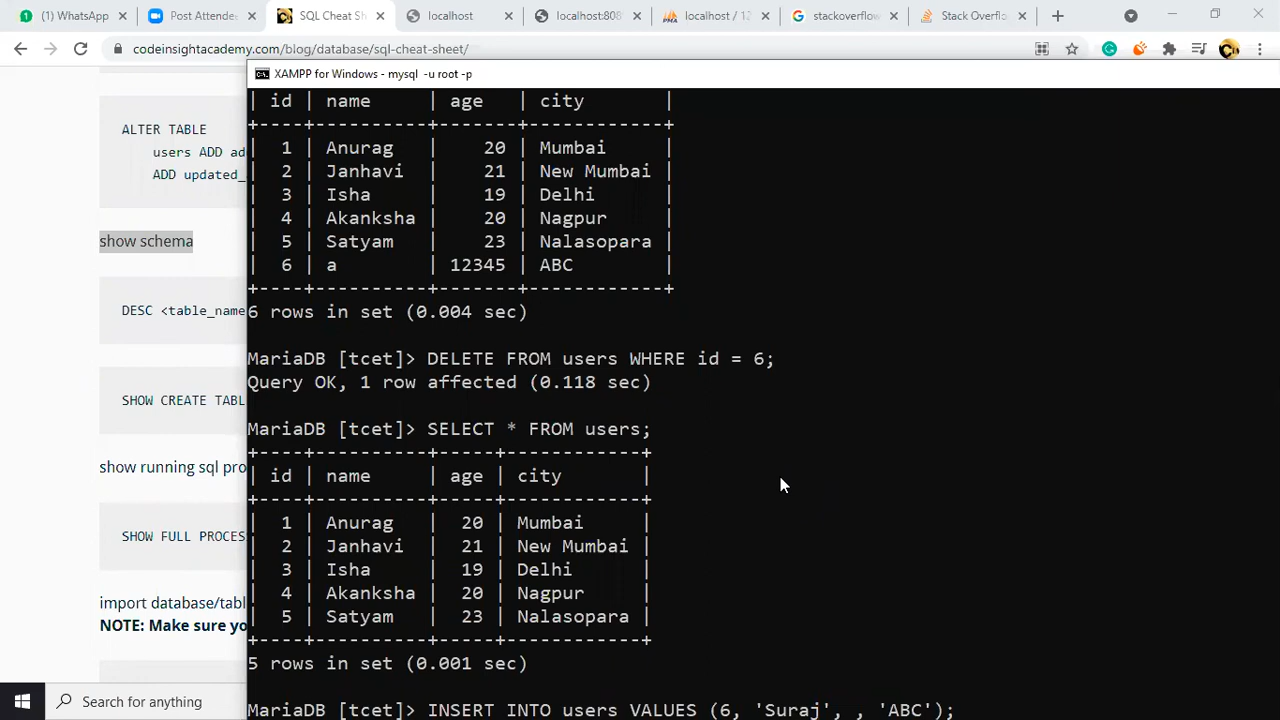 (1) WhatsApp
Post Attende
SQL Cheat Sh
localhost
localhost:808
localhost / 12
stackoverflow
Stack Overflo
codeinsightacademy.com/blog/database/sql-cheat-sheet/
XAMPP for Windows - mysql -u root -p
ALTER TABLE
users ADD ad
ADD updated_
show schema
DESC <table_name
SHOW CREATE TABL
show running sql pro
SHOW FULL PROCES
import database/tabl
NOTE: Make sure yo
| id | name | age | city |
+----+----------+-------+------------+
| 1 | Anurag | 20 | Mumbai |
| 2 | Janhavi | 21 | New Mumbai |
| 3 | Isha | 19 | Delhi |
| 4 | Akanksha | 20 | Nagpur |
| 5 | Satyam | 23 | Nalasopara |
| 6 | a | 12345 | ABC |
+----+----------+-------+------------+
6 rows in set (0.004 sec)
MariaDB [tcet]> DELETE FROM users WHERE id = 6;
Query OK, 1 row affected (0.118 sec)
MariaDB [tcet]> SELECT * FROM users;
+----+----------+-----+------------+
| id | name | age | city |
+----+----------+-----+------------+
| 1 | Anurag | 20 | Mumbai |
| 2 | Janhavi | 21 | New Mumbai |
| 3 | Isha | 19 | Delhi |
| 4 | Akanksha | 20 | Nagpur |
| 5 | Satyam | 23 | Nalasopara |
+----+----------+-----+------------+
5 rows in set (0.001 sec)
MariaDB [tcet]> INSERT INTO users VALUES (6, 'Suraj', , 'ABC');
Search for anything